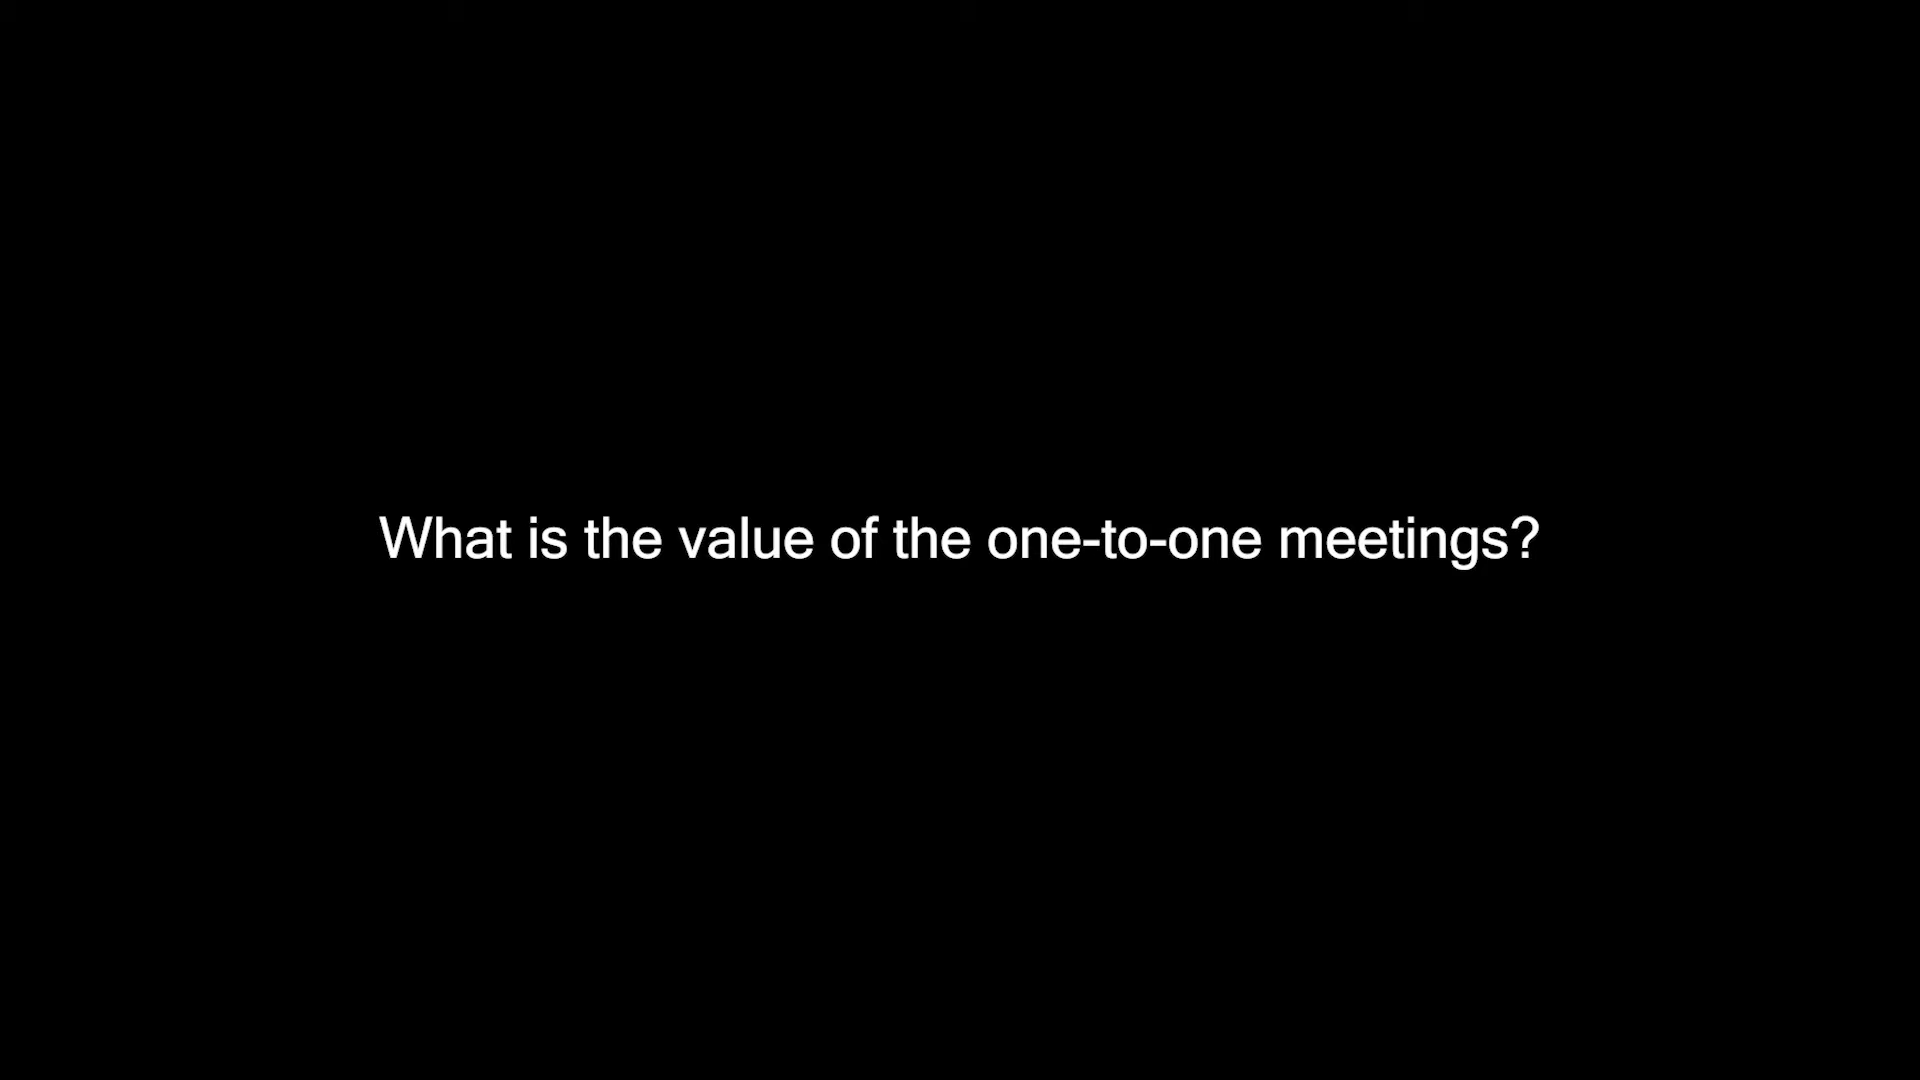 What is the value of the one-to-one meetings?